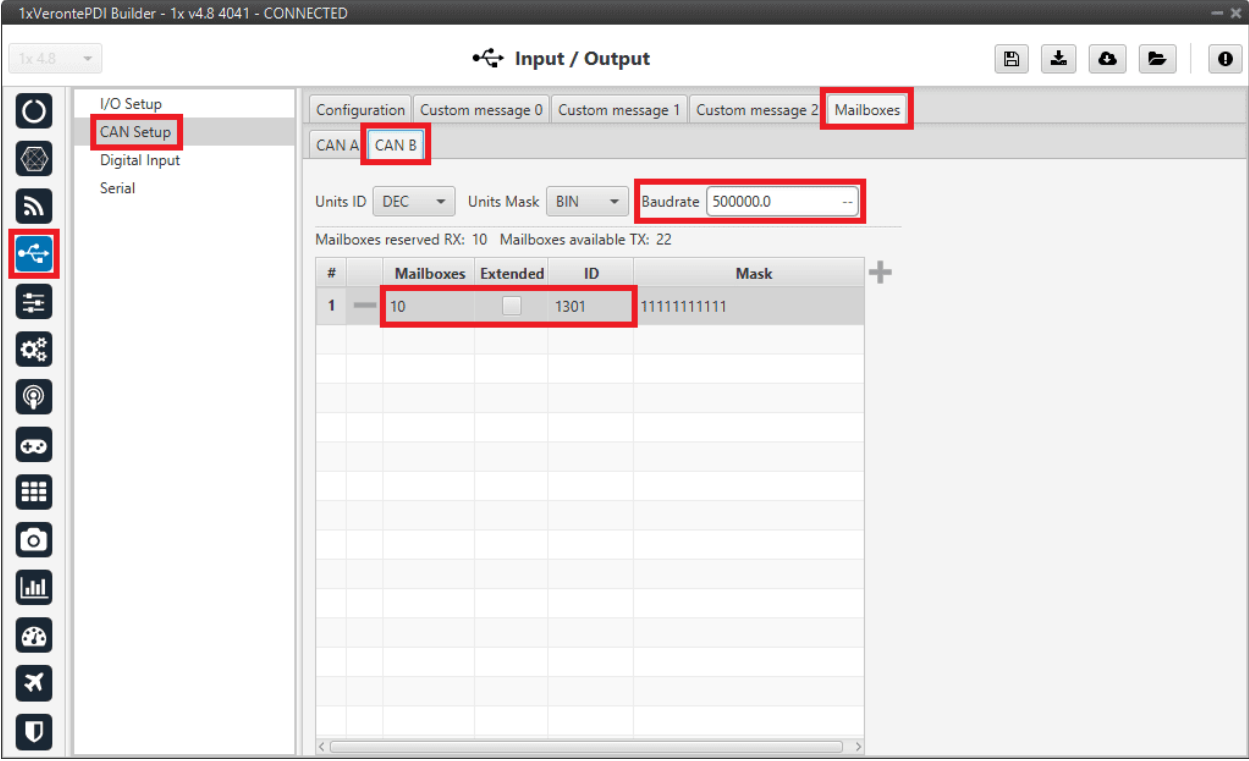 1xVerontePDI Builder - 1x v4.8 4041 - CONNECTED
1x 4.8
Input / Output
I/O Setup
CAN Setup
Digital Input
Serial
Configuration Custom message 0 Custom message 1 Custom message 2 Mailboxes
CAN A CAN B
Units ID DEC Units Mask BIN Baudrate 500000.0 --
Mailboxes reserved RX: 10 Mailboxes available TX: 22
# Mailboxes Extended ID Mask
1 10 1301 11111111111